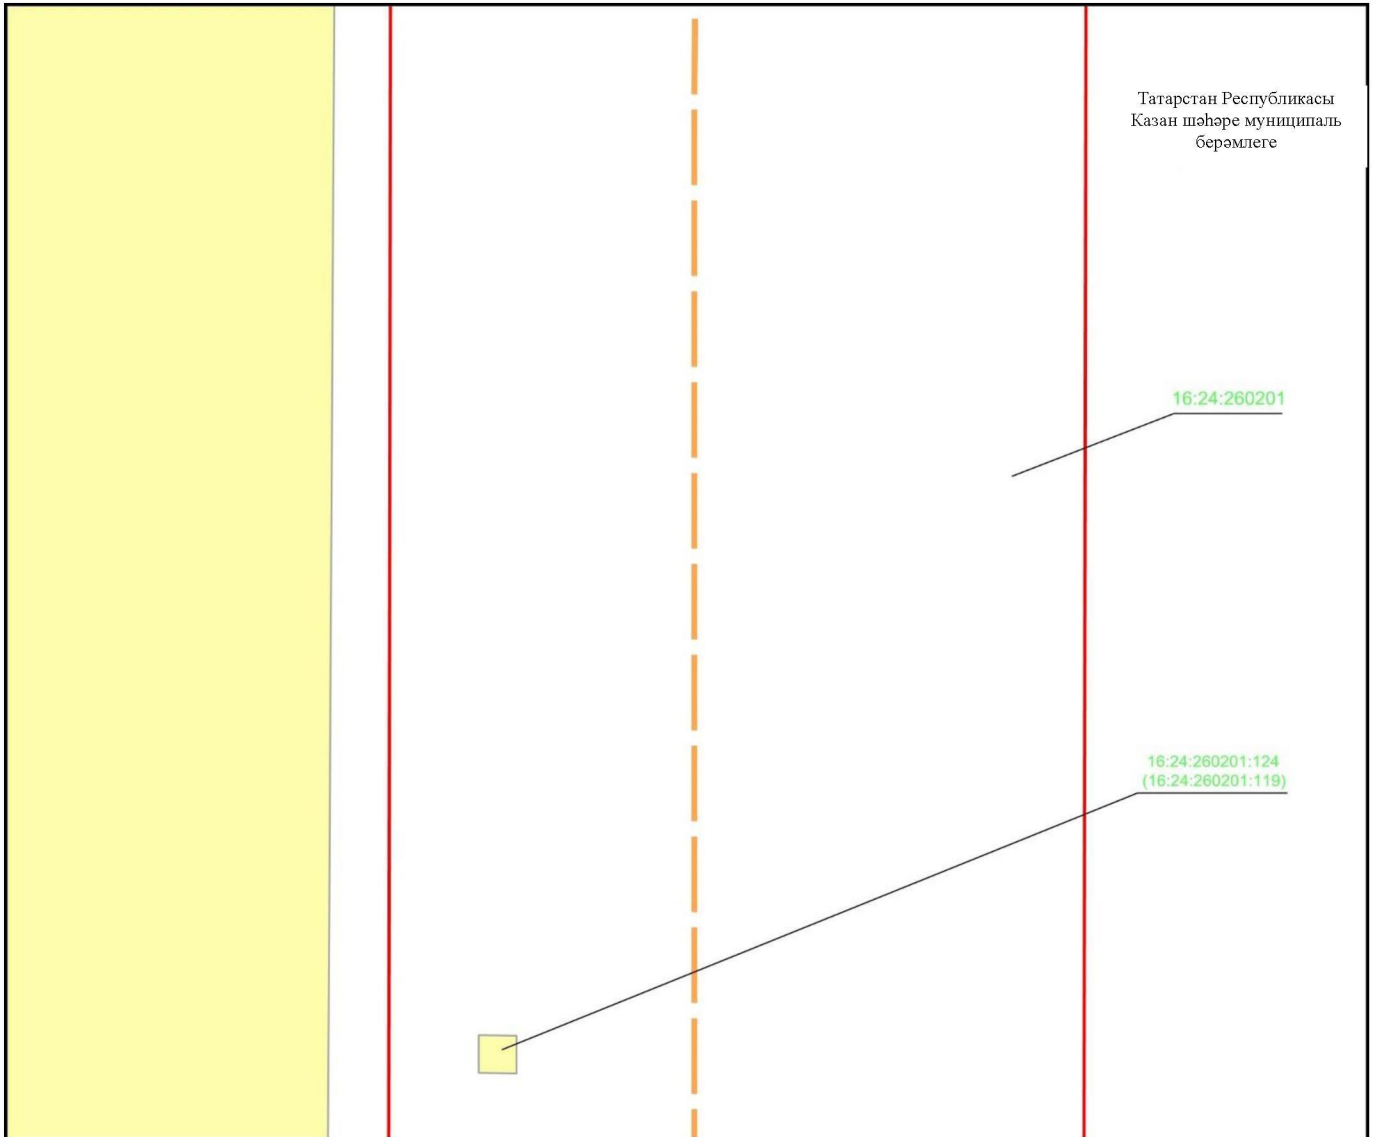 Татарстан Республикасы
Казан шәһәре муниципаль
берәмлеге
16:24:260201
16:24:260201:124
(16:24:260201:119)